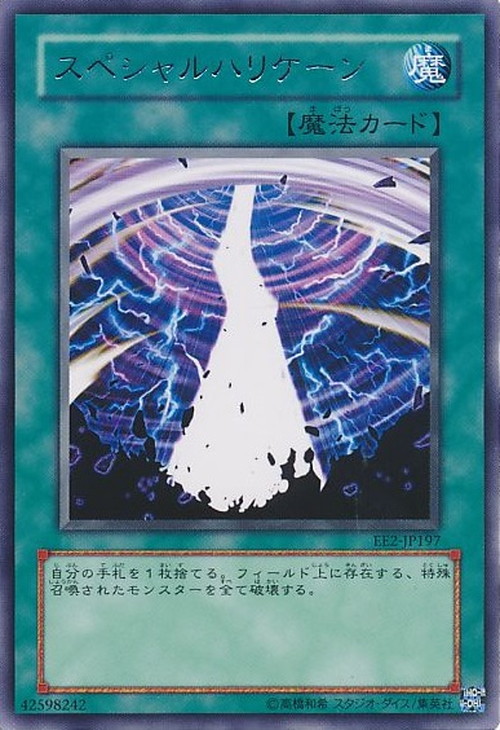 スペシャルハリケーン
魔
【魔法カード】
EE2-JP197
自分の手札を1枚捨てる。フィールド上に存在する、特殊
召喚されたモンスターを全て破壊する。
42598242
©高橋和希 スタジオ・ダイス/集英社